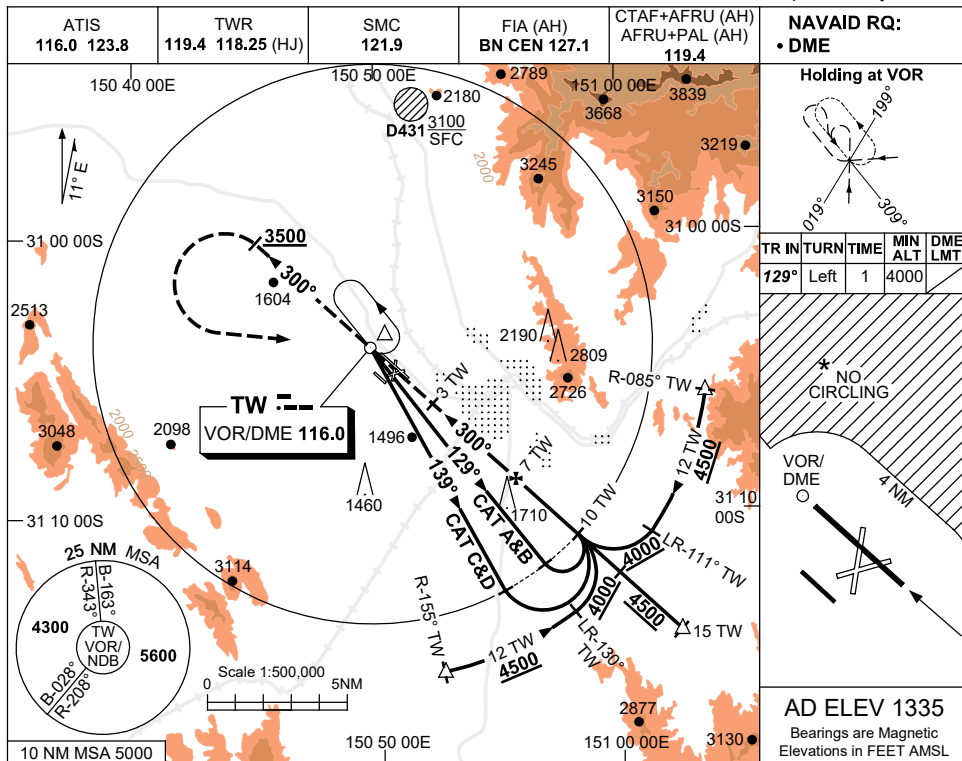 ATIS
116.0 123.8
TWR
119.4 118.25 (HJ)
SMC
121.9
FIA (AH)
BN CEN 127.1
CTAF+AFRU (AH)
AFRU+PAL (AH)
119.4
NAVAID RQ:
• DME
150 40 00E
150 50 00E
151 00 00E
2789
3839
2180
3668
D431 3100
SFC
2000
3245
3219
3150
11° E
31 00 00S
31 00 00S
3500
300°
1604
2513
2190
2809
2726
R-085° TW
3 TW
TW
VOR/DME 116.0
300°
3048
2098
2000
2500
1496
7 TW
12 TW
4500
129°
CAT A&B
139°
CAT C&D
1460
1710
10 TW
31 10 00S
31 10
00S
LR-111° TW
4000
4000
4500
3114
R-155° TW
12 TW
4500
LR-130°
TW
15 TW
25 NM MSA
B-163°
R-343°
4300
TW
VOR/
NDB
5600
B-028°
R-208°
Scale 1:500,000
0 5NM
2877
3130
150 50 00E
151 00 00E
10 NM MSA 5000
Holding at VOR
199°
019°
309°
TR IN TURN TIME MIN ALT DME LMT
129° Left 1 4000
* NO
CIRCLING
VOR/
DME
4 NM
AD ELEV 1335
Bearings are Magnetic
Elevations in FEET AMSL